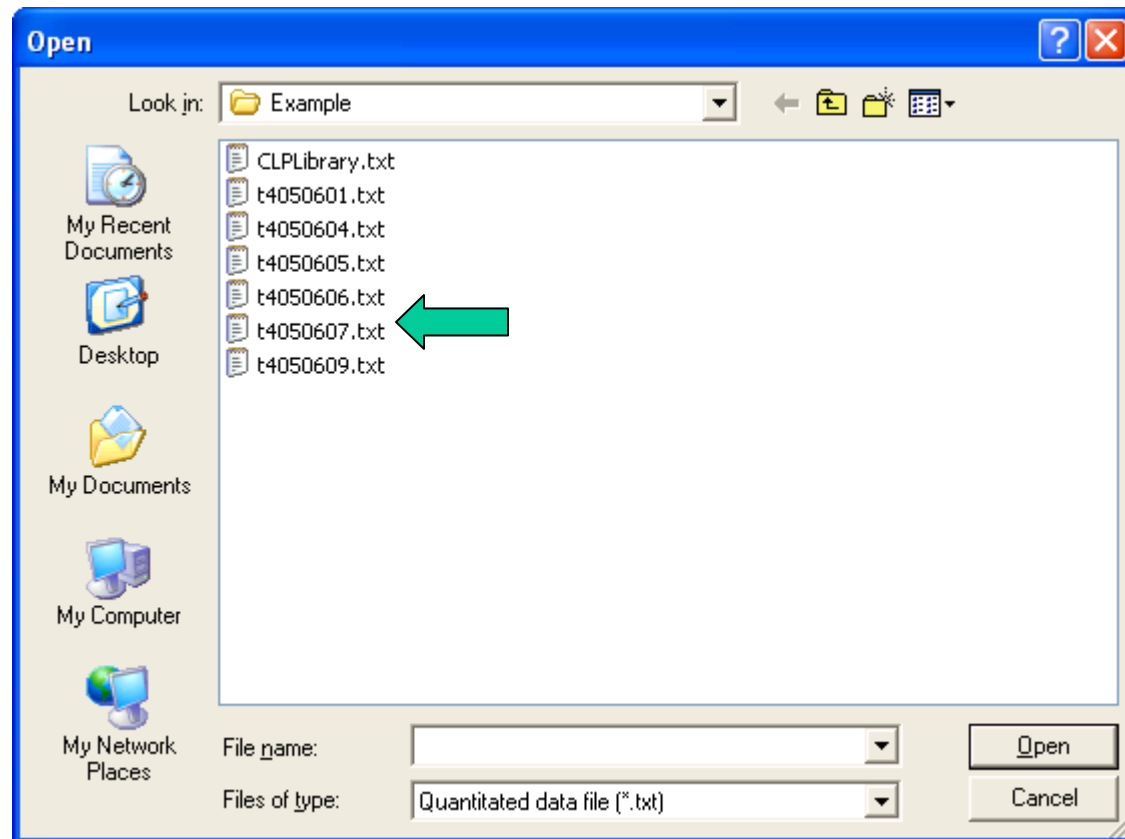 Open
Look in: Example
CLPLibrary.txt
t4050601.txt
t4050604.txt
t4050605.txt
t4050606.txt
t4050607.txt
t4050609.txt
My Recent
Documents
Desktop
My Documents
My Computer
My Network
Places
File name:
Open
Files of type: Quantitated data file (*.txt)
Cancel